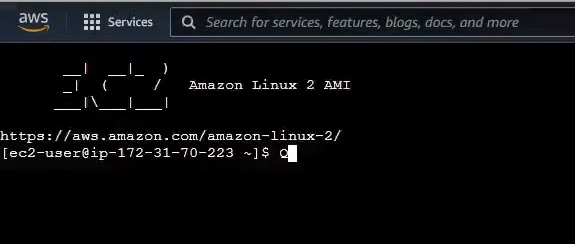 aws
Services
Search for services, features, blogs, docs, and more
__|  __|_  )
_|  (     /   Amazon Linux 2 AMI
___|\___|___|
https://aws.amazon.com/amazon-linux-2/
[ec2-user@ip-172-31-70-223 ~]$ Q